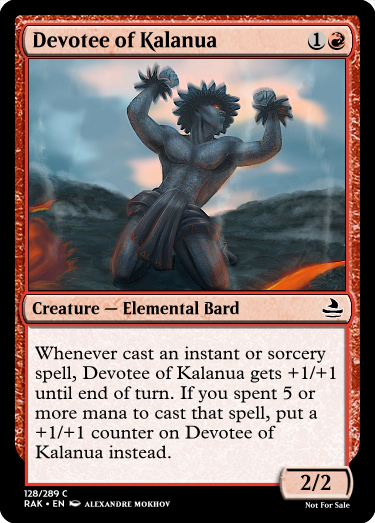 Devotee of Kalanua 1
Creature — Elemental Bard
Whenever cast an instant or sorcery
spell, Devotee of Kalanua gets +1/+1
until end of turn. If you spent 5 or
more mana to cast that spell, put a
+1/+1 counter on Devotee of
Kalanua instead.
2/2
128/289 C
RAK • EN ALEXANDRE MOKHOV
Not For Sale